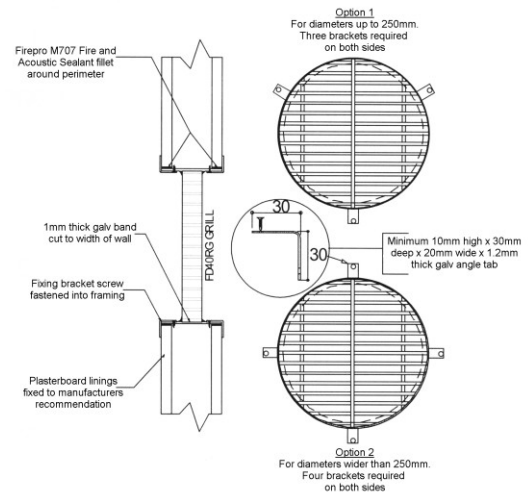 Option 1
For diameters up to 250mm.
Three brackets required
on both sides
Firepro M707 Fire and
Acoustic Sealant fillet
around perimeter
1mm thick galv band
cut to width of wall
FD40RG GRILL
30
30
Minimum 10mm high x 30mm
deep x 20mm wide x 1.2mm
thick galv angle tab
Fixing bracket screw
fastened into framing
Plasterboard linings
fixed to manufacturers
recommendation
Option 2
For diameters wider than 250mm.
Four brackets required
on both sides